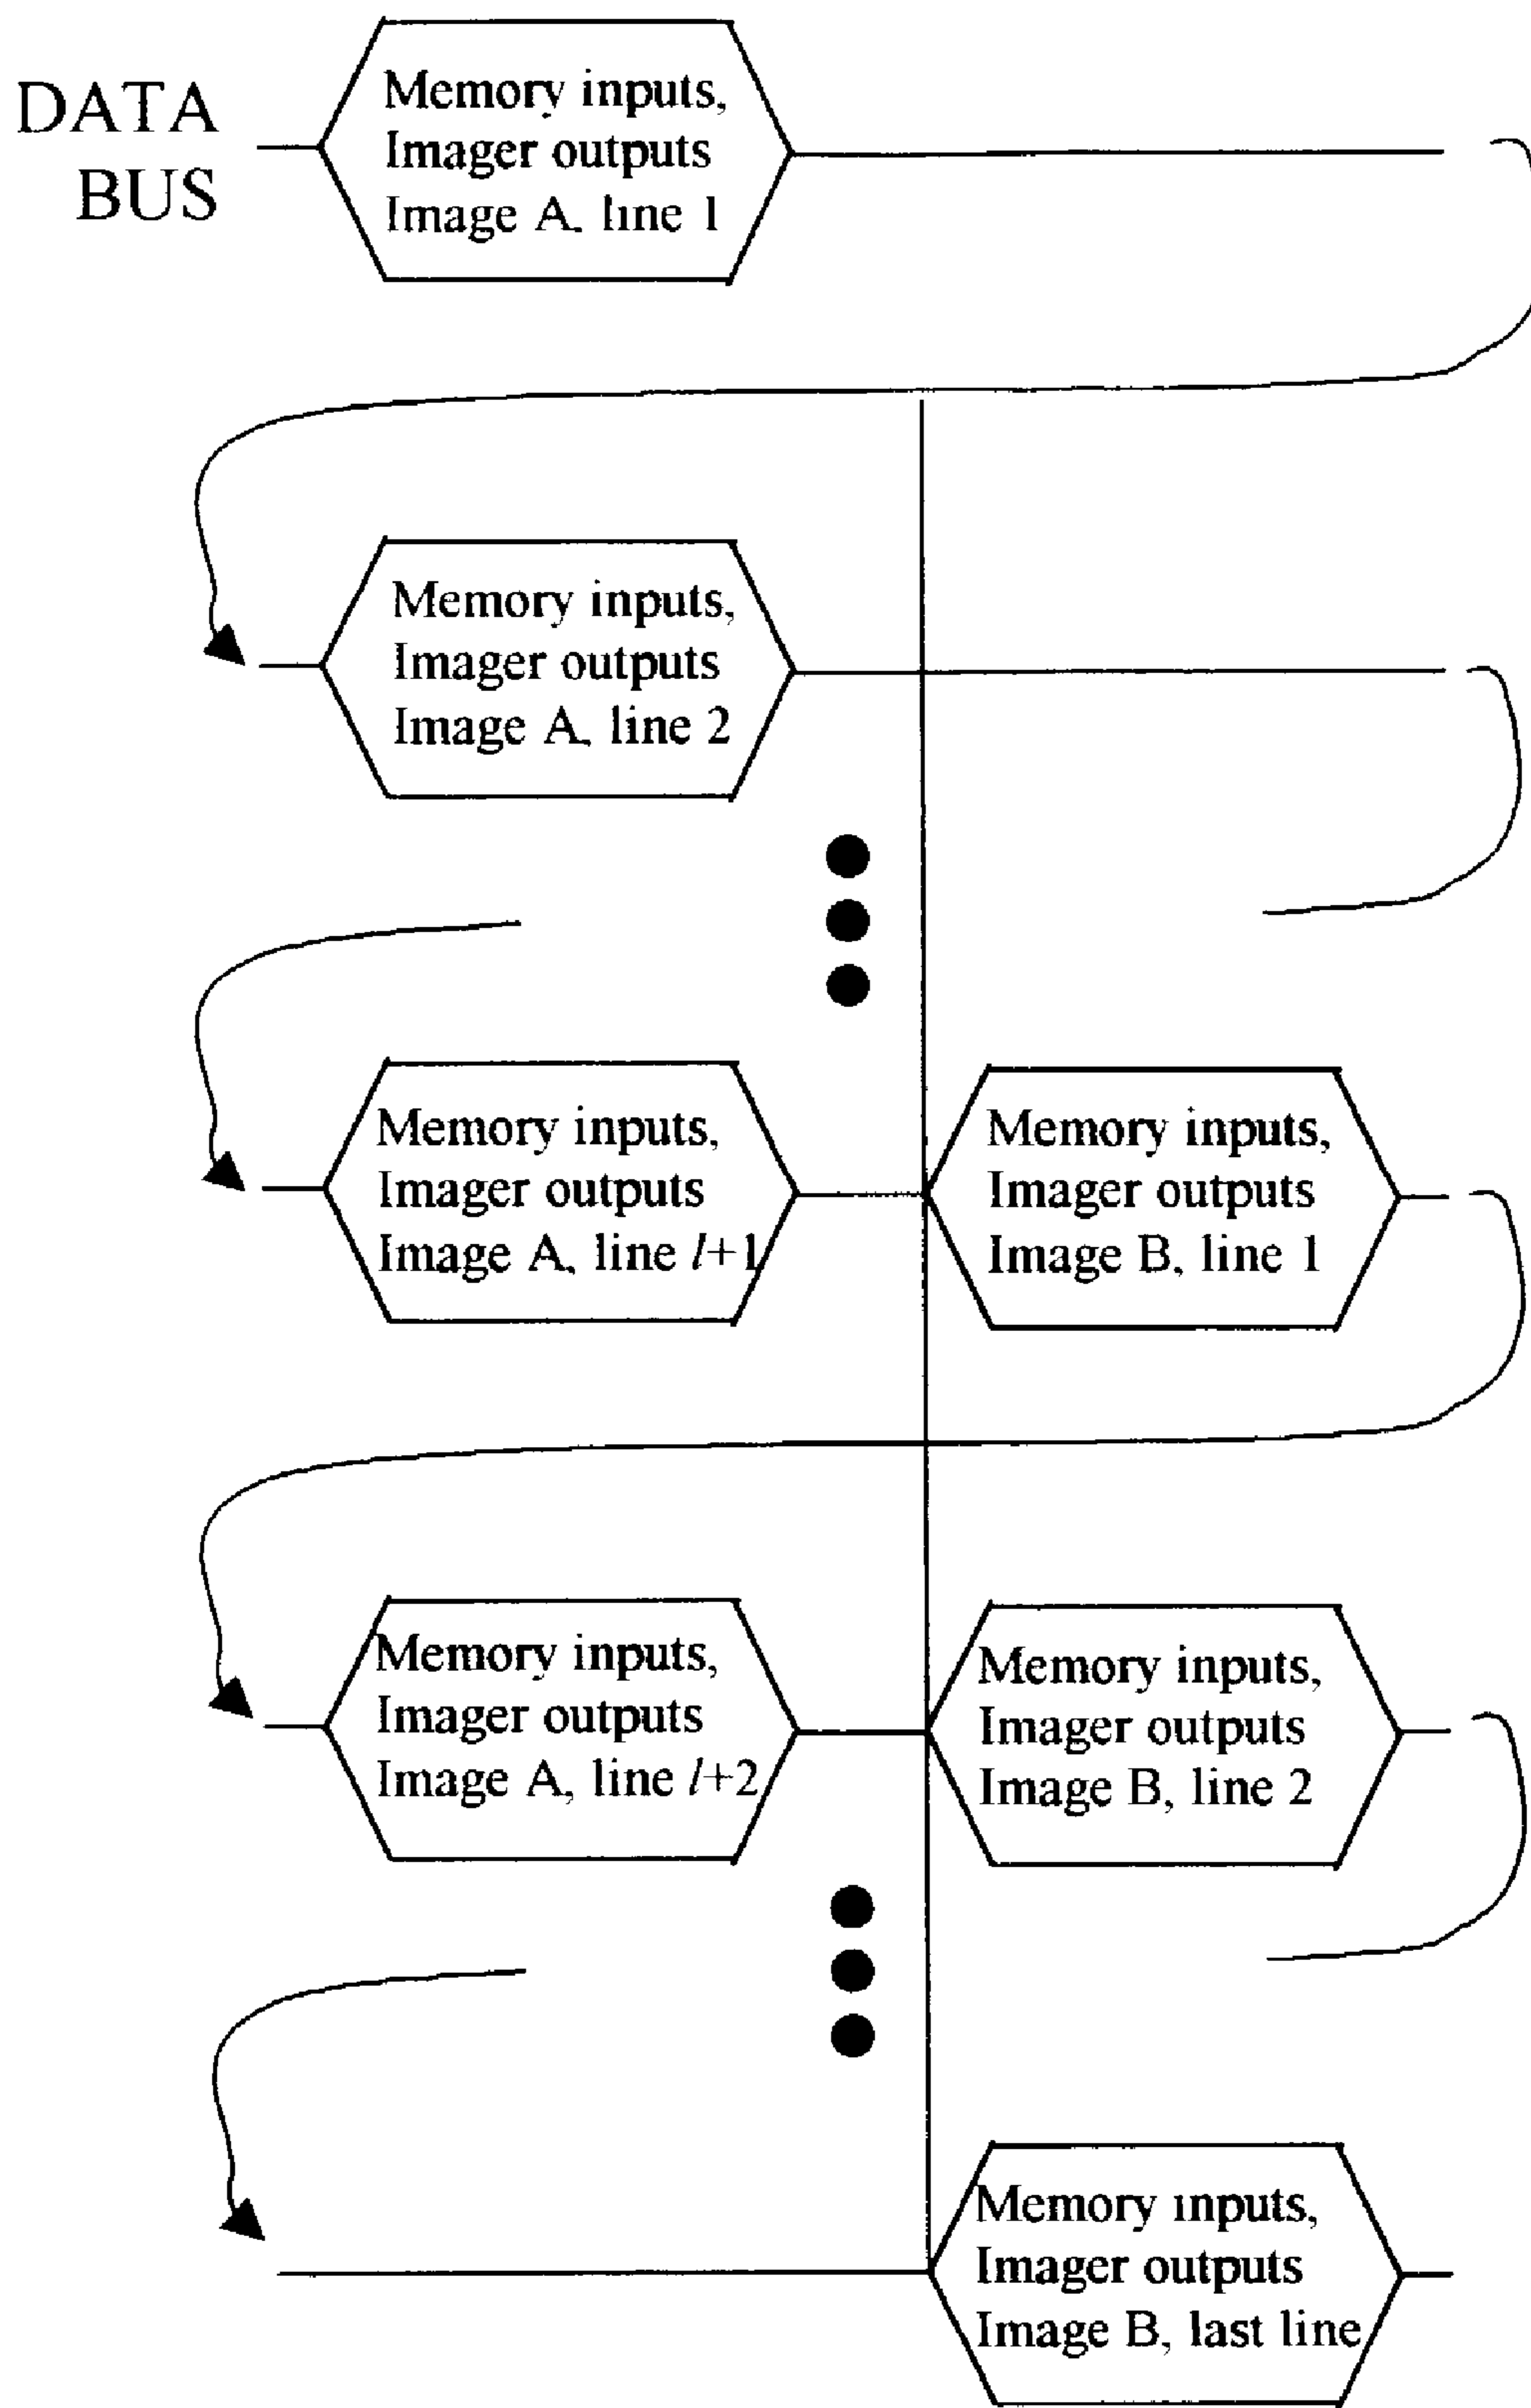 DATA
BUS
Memory inputs,
Imager outputs
Image A, line 1
Memory inputs,
Imager outputs
Image A, line 2
Memory inputs,
Imager outputs
Image A, line l+1
Memory inputs,
Imager outputs
Image B, line 1
Memory inputs,
Imager outputs
Image A, line l+2
Memory inputs,
Imager outputs
Image B, line 2
Memory inputs,
Imager outputs
Image B, last line